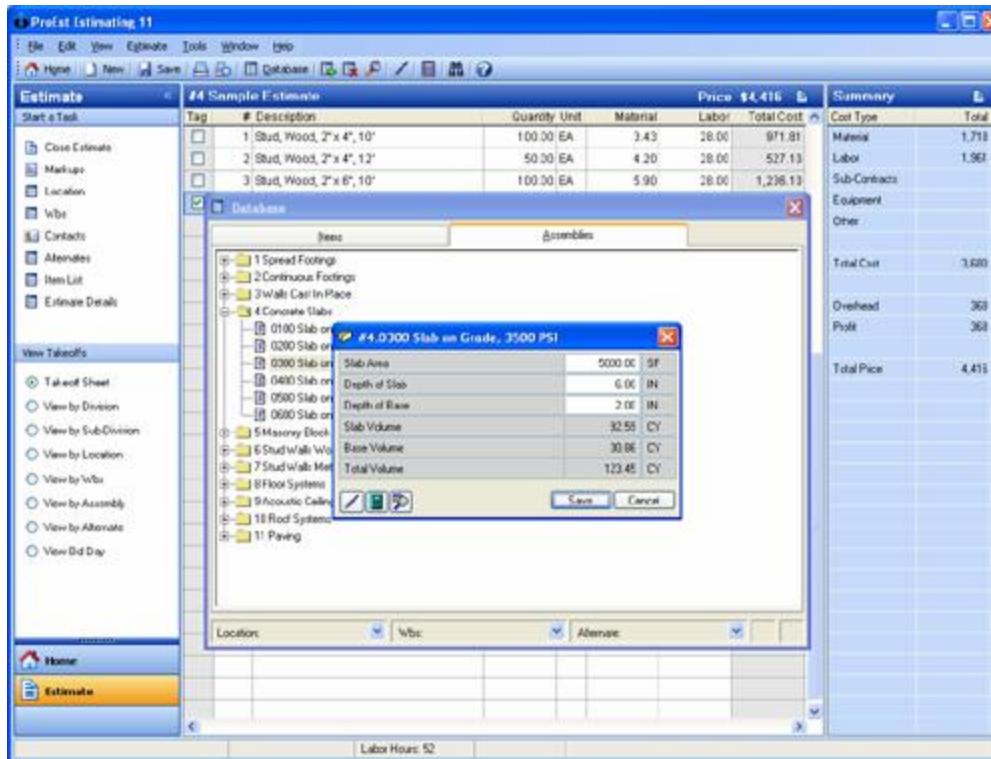 ProEst Estimating 11
File Edit View Estimate Tools Window Help
Home New Save Database
Estimate
Start a Task
Close Estimate
Markups
Location
Wbs
Contacts
Alternates
Item List
Estimate Details
View Takeoffs
Takeoff Sheet
View by Division
View by Sub-Division
View by Location
View by Wbs
View by Assembly
View by Alternate
View Bid Day
Home
Estimate
#4 Sample Estimate Price $4,416
Tag # Description Quantity Unit Material Labor Total Cost
1 Stud, Wood, 2" x 4", 10' 100.00 EA 3.43 28.00 971.81
2 Stud, Wood, 2" x 4", 12' 50.00 EA 4.20 28.00 527.13
3 Stud, Wood, 2" x 6", 10' 100.00 EA 5.90 28.00 1,236.13
Database
Items Assemblies
1 Spread Footings
2 Continuous Footings
3 Walls Cast In Place
4 Concrete Slabs
0100 Slab on
0200 Slab on
0300 Slab on
0400 Slab on
0500 Slab on
0600 Slab on
5 Masonry Block
6 Stud Walls Wo
7 Stud Walls Met
8 Floor Systems
9 Acoustic Ceiling
10 Roof Systems
11 Paving
#4.0300 Slab on Grade, 3500 PSI
Slab Area 5000.00 SF
Depth of Slab 6.00 IN
Depth of Base 2.00 IN
Slab Volume 92.59 CY
Base Volume 30.86 CY
Total Volume 123.45 CY
Save Cancel
Location: Wbs: Alternate:
Summary
Cost Type Total
Material 1,718
Labor 1,961
Sub-Contracts
Equipment
Other
Total Cost 3,680
Overhead 368
Profit 368
Total Price 4,416
Labor Hours: 52